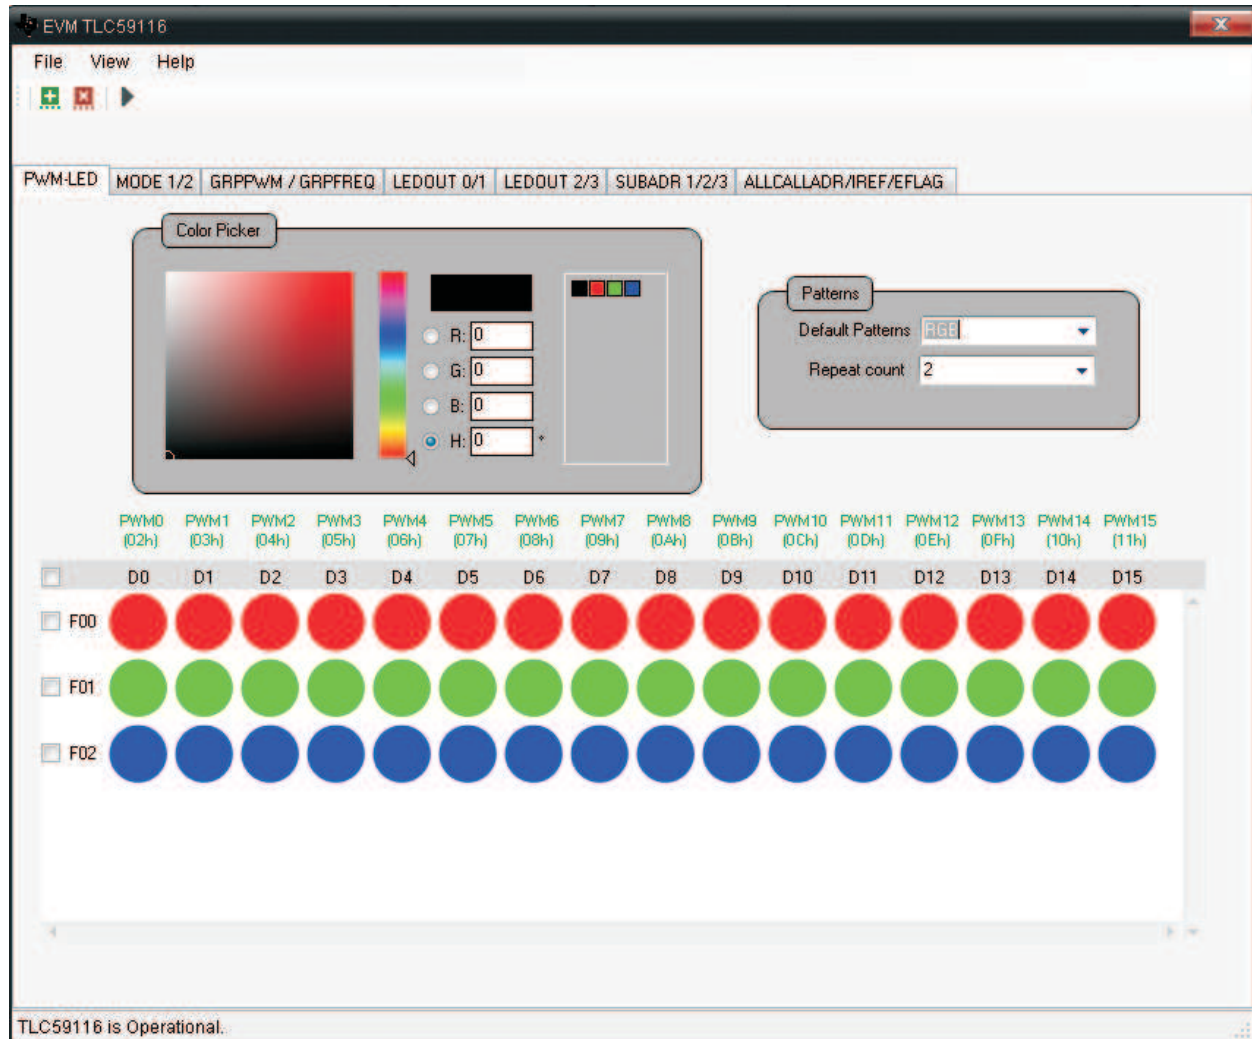 EVM TLC59116
File View Help
PWM-LED MODE 1/2 GRPPWM / GRPFREQ LEDOUT 0/1 LEDOUT 2/3 SUBADR 1/2/3 ALLCALLADR/IREF/EFLAG
Color Picker
R: 0
G: 0
B: 0
H: 0 °
Patterns
Default Patterns RGB
Repeat count 2
PWM0 PWM1 PWM2 PWM3 PWM4 PWM5 PWM6 PWM7 PWM8 PWM9 PWM10 PWM11 PWM12 PWM13 PWM14 PWM15
(02h) (03h) (04h) (05h) (06h) (07h) (08h) (09h) (0Ah) (0Bh) (0Ch) (0Dh) (0Eh) (0Fh) (10h) (11h)
D0 D1 D2 D3 D4 D5 D6 D7 D8 D9 D10 D11 D12 D13 D14 D15
F00
F01
F02
TLC59116 is Operational.